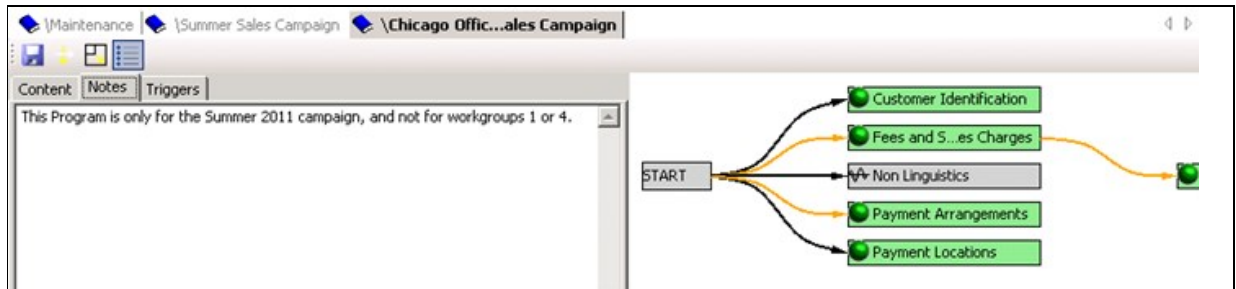 \Maintenance \Summer Sales Campaign \Chicago Offic...ales Campaign
Content Notes Triggers
This Program is only for the Summer 2011 campaign, and not for workgroups 1 or 4.
START
Customer Identification
Fees and S...es Charges
Non Linguistics
Payment Arrangements
Payment Locations